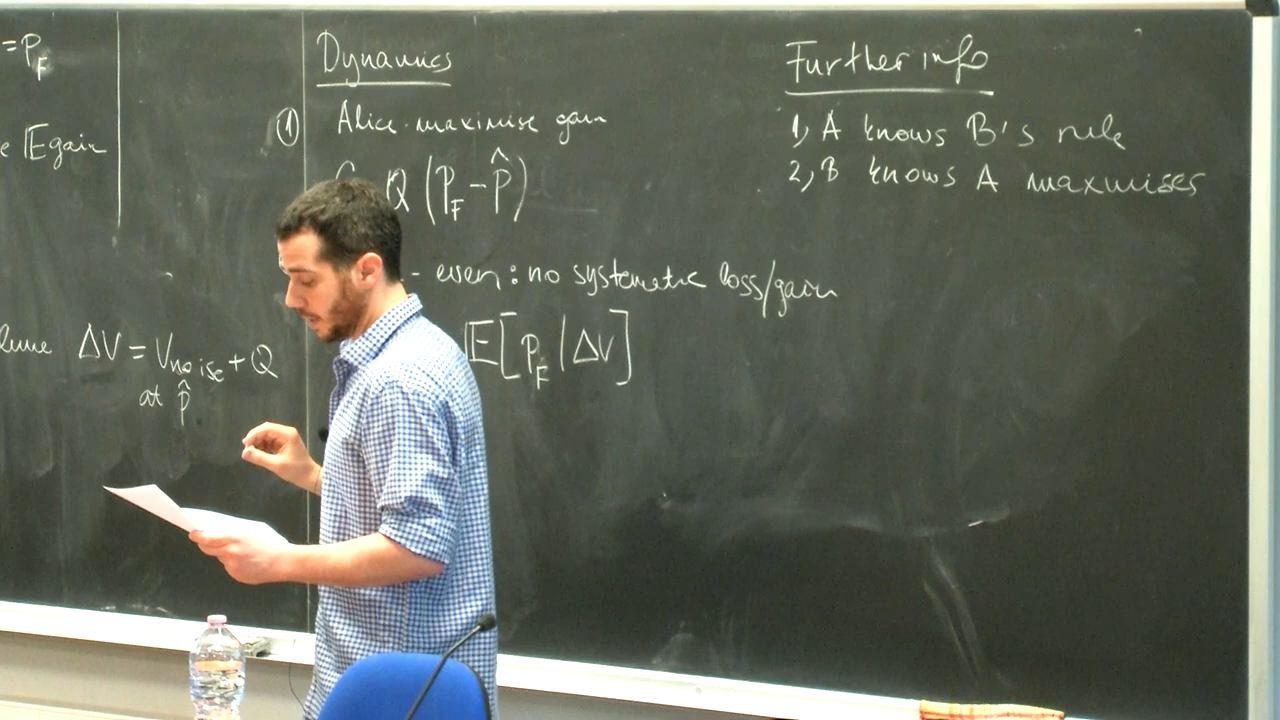 = P_F
E gain
ΔV = V_noise + Q
at p̂
Dynamics
① Alice maximise gain
Q (P_F - p̂)
- even : no systematic loss/gain
E[p_F | ΔV]
Further info
1, A knows B's rule
2, B knows A maximises